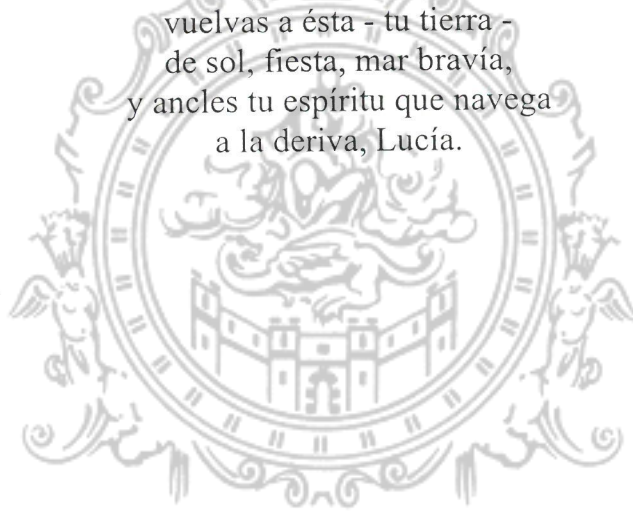 vuelvas a ésta - tu tierra -
de sol, fiesta, mar bravía,
y ancles tu espíritu que navega
a la deriva, Lucía.